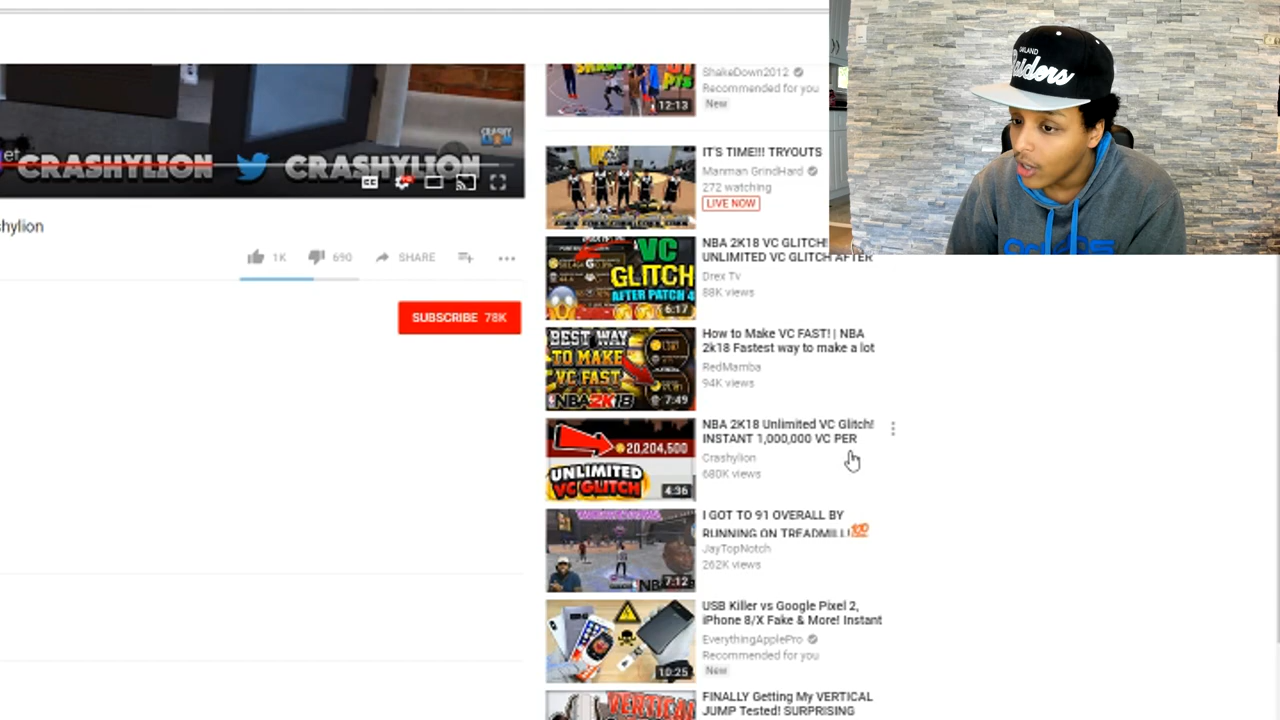 CRASHYLION CRASHYLION
CC
shylion
1K 690 SHARE
SUBSCRIBE 78K
PTS
12:13
ShakeDown2012
Recommended for you
New
IT'S TIME!!! TRYOUTS
Manman GrindHard
272 watching
LIVE NOW
VC
GLITCH
AFTER PATCH 4
6:17
NBA 2K18 VC GLITCH!
UNLIMITED VC GLITCH AFTER
Drex Tv
88K views
BEST WAY
TO MAKE
VC FAST
NBA2K18
7:49
How to Make VC FAST! | NBA
2k18 Fastest way to make a lot
RedMamba
94K views
20,204,500
UNLIMITED
VC GLITCH
4:36
NBA 2K18 Unlimited VC Glitch!
INSTANT 1,000,000 VC PER
Crashylion
680K views
NB
7:12
I GOT TO 91 OVERALL BY
RUNNING ON TREADMILL!💯
JayTopNotch
262K views
10:25
USB Killer vs Google Pixel 2,
iPhone 8/X Fake & More! Instant
EverythingApplePro
Recommended for you
New
VERTICAL
FINALLY Getting My VERTICAL
JUMP Tested! SURPRISING
Raiders